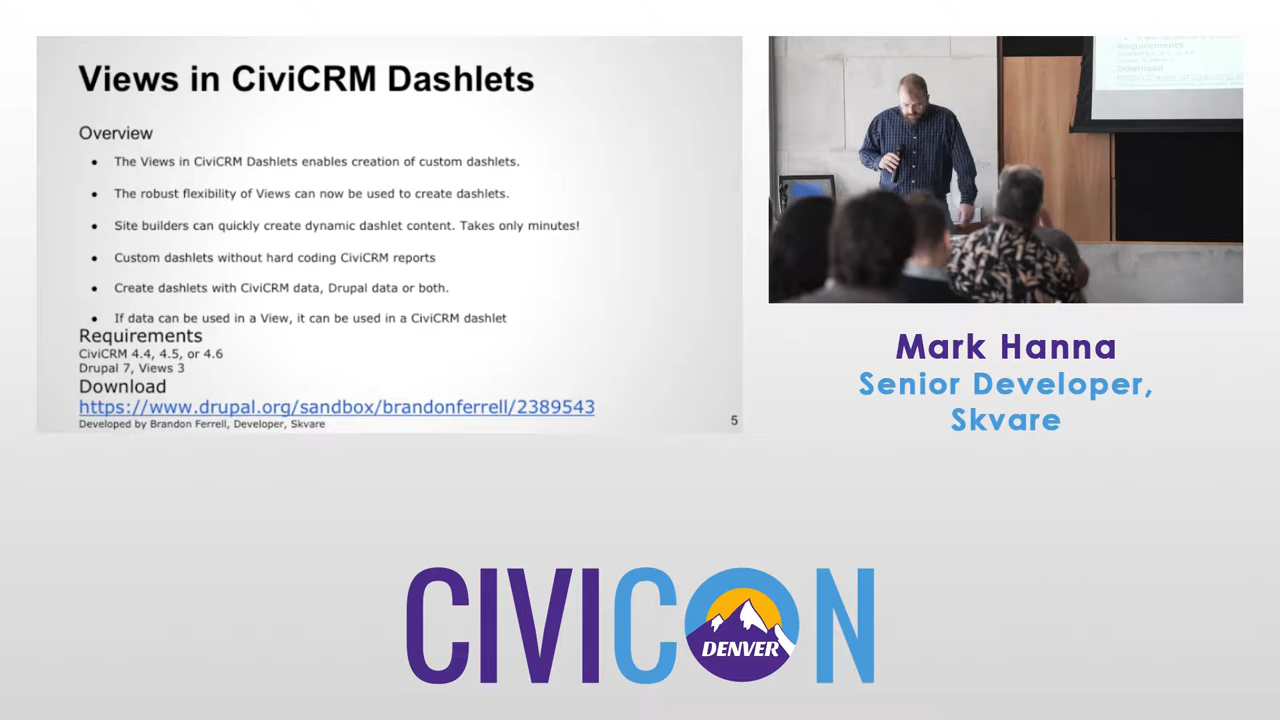 Views in CiviCRM Dashlets
Overview
• The Views in CiviCRM Dashlets enables creation of custom dashlets.
• The robust flexibility of Views can now be used to create dashlets.
• Site builders can quickly create dynamic dashlet content. Takes only minutes!
• Custom dashlets without hard coding CiviCRM reports
• Create dashlets with CiviCRM data, Drupal data or both.
• If data can be used in a View, it can be used in a CiviCRM dashlet
Requirements
CiviCRM 4.4, 4.5, or 4.6
Drupal 7, Views 3
Download
https://www.drupal.org/sandbox/brandonferrell/2389543
Developed by Brandon Ferrell, Developer, Skvare
5
Requirements
Download
Mark Hanna
Senior Developer,
Skvare
CIVICON
DENVER